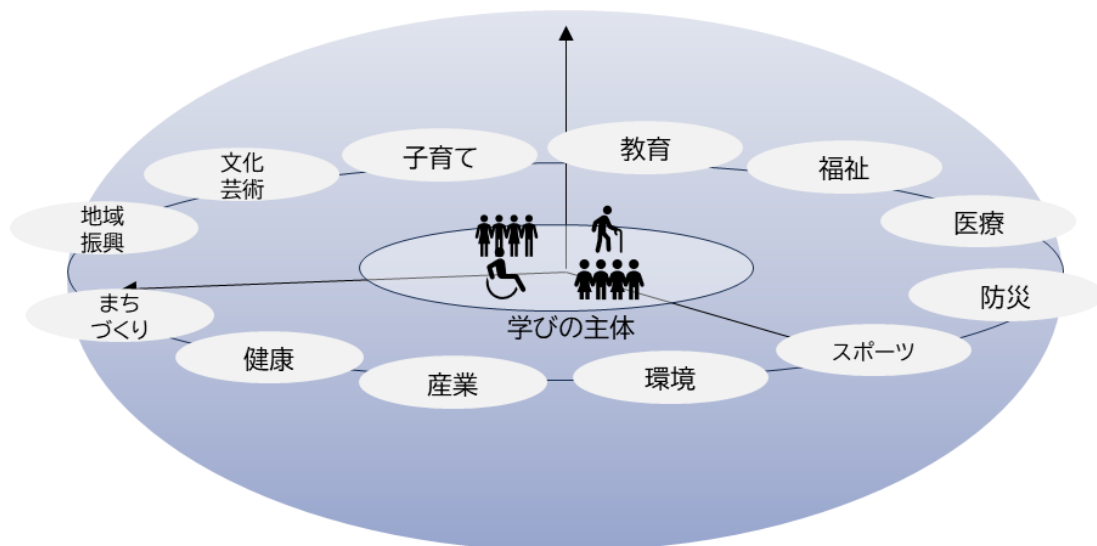 子育て
教育
文化
芸術
福祉
地域
振興
医療
学びの主体
まち
づくり
防災
健康
スポーツ
産業
環境